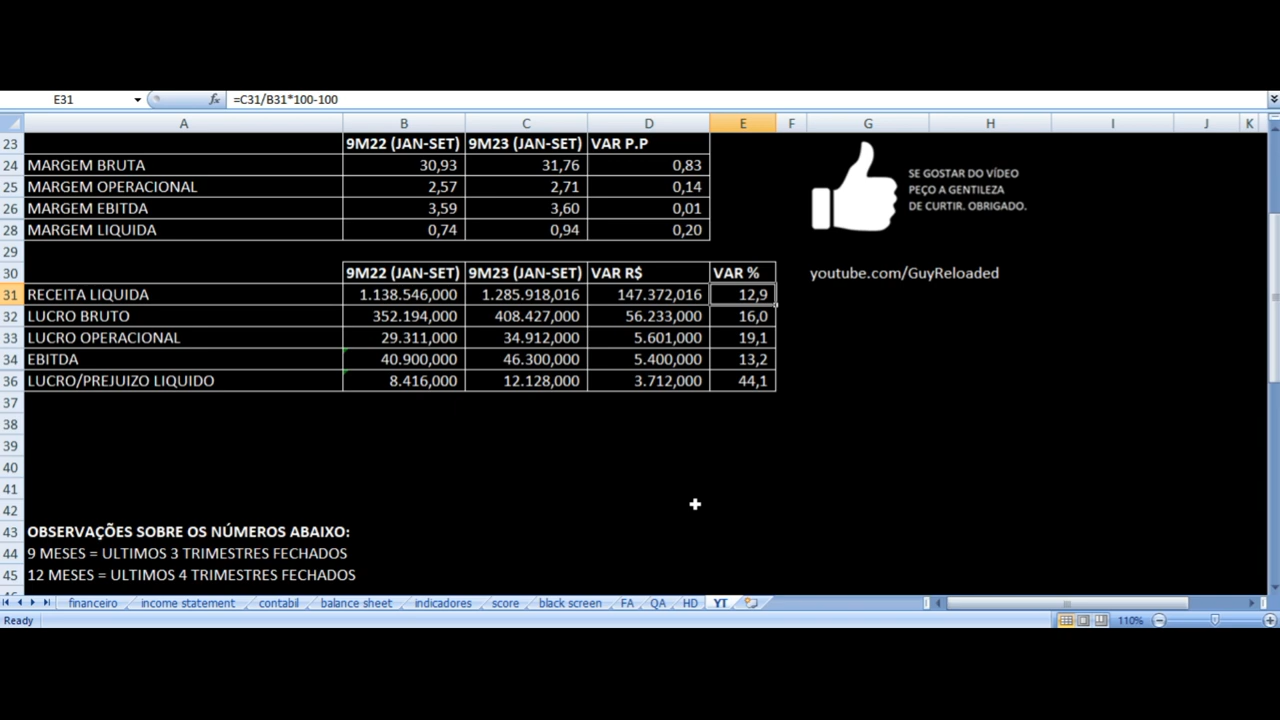 E31 fx =C31/B31*100-100
A B C D E F G H I J K
23 9M22 (JAN-SET) 9M23 (JAN-SET) VAR P.P
24 MARGEM BRUTA 30,93 31,76 0,83
25 MARGEM OPERACIONAL 2,57 2,71 0,14
26 MARGEM EBITDA 3,59 3,60 0,01
28 MARGEM LIQUIDA 0,74 0,94 0,20
SE GOSTAR DO VÍDEO
PEÇO A GENTILEZA
DE CURTIR. OBRIGADO.
29
30 9M22 (JAN-SET) 9M23 (JAN-SET) VAR R$ VAR % youtube.com/GuyReloaded
31 RECEITA LIQUIDA 1.138.546,000 1.285.918,016 147.372,016 12,9
32 LUCRO BRUTO 352.194,000 408.427,000 56.233,000 16,0
33 LUCRO OPERACIONAL 29.311,000 34.912,000 5.601,000 19,1
34 EBITDA 40.900,000 46.300,000 5.400,000 13,2
36 LUCRO/PREJUIZO LIQUIDO 8.416,000 12.128,000 3.712,000 44,1
37
38
39
40
41
42
43 OBSERVAÇÕES SOBRE OS NÚMEROS ABAIXO:
44 9 MESES = ULTIMOS 3 TRIMESTRES FECHADOS
45 12 MESES = ULTIMOS 4 TRIMESTRES FECHADOS
financeiro income statement contabil balance sheet indicadores score black screen FA QA HD YT
Ready 110%